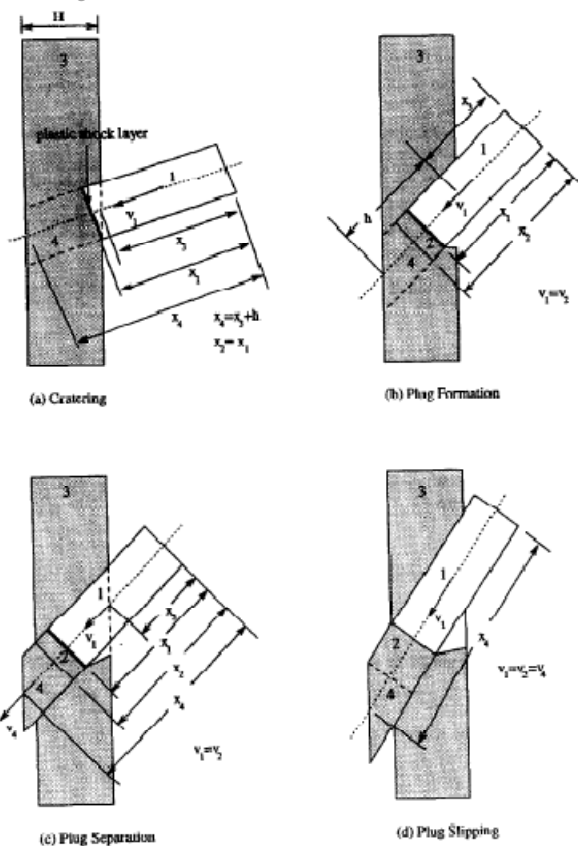 H
3
plastic shock layer
1
v₁
4
x₃
x₁
x₄
x₄=x₃+h
x₂=x₁
(a) Cratering
3
x₃
1
h
v₁
x₁
x₂
2
4
v₁=v₂
(b) Plug Formation
3
1
v₁
x₃
x₁
2
x₂
4
x₄
v₄
v₁=v₂
(c) Plug Separation
3
1
v₁
2
x₄
v₁=v₂=v₄
4
(d) Plug Slipping